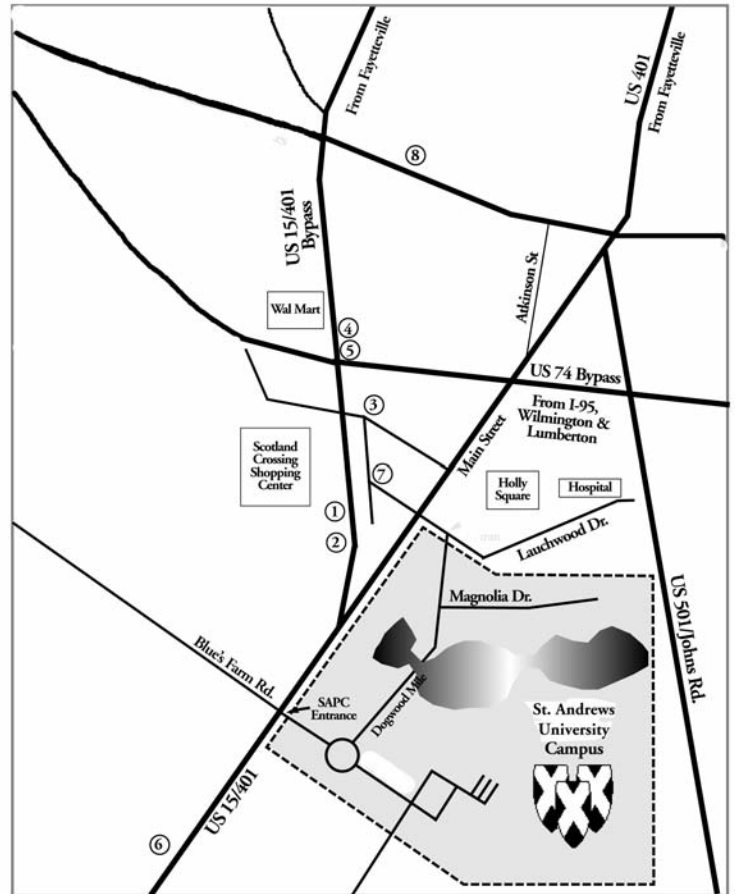 From Fayetteville
US 401
From Fayetteville
8
US 15/401
Bypass
Atkinson St
Wal Mart
4
5
US 74 Bypass
From I-95,
Wilmington &
Lumberton
3
Main Street
Scotland
Crossing
Shopping
Center
7
Holly
Square
Hospital
1
2
Lauchwood Dr.
Magnolia Dr.
US 501/Johns Rd.
Blue's Farm Rd.
SAPC
Entrance
Dogwood Mile
St. Andrews
University
Campus
US 15/401
6